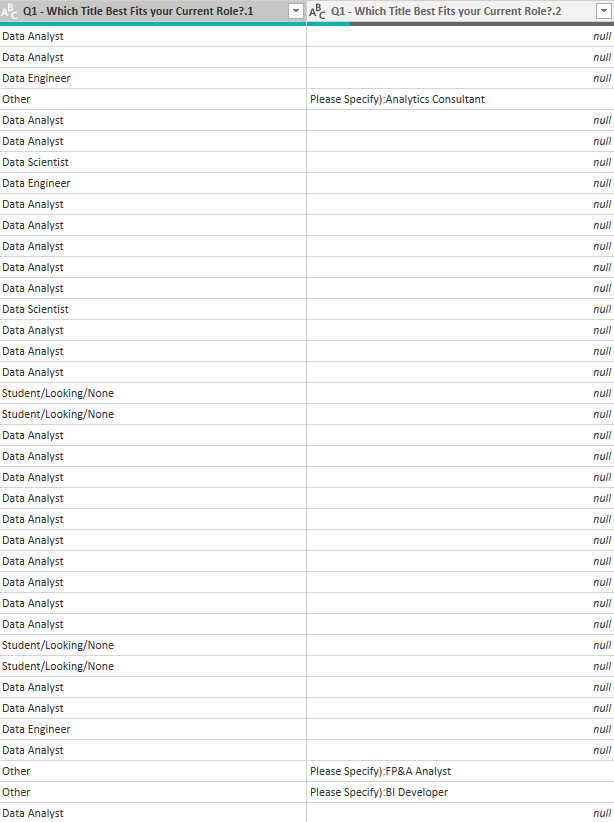 ABC Q1 - Which Title Best Fits your Current Role?.1 ABC Q1 - Which Title Best Fits your Current Role?.2
Data Analyst null
Data Analyst null
Data Engineer null
Other Please Specify):Analytics Consultant
Data Analyst null
Data Analyst null
Data Scientist null
Data Engineer null
Data Analyst null
Data Analyst null
Data Analyst null
Data Analyst null
Data Analyst null
Data Scientist null
Data Analyst null
Data Analyst null
Data Analyst null
Student/Looking/None null
Student/Looking/None null
Data Analyst null
Data Analyst null
Data Analyst null
Data Analyst null
Data Analyst null
Data Analyst null
Data Analyst null
Data Analyst null
Data Analyst null
Data Analyst null
Student/Looking/None null
Student/Looking/None null
Data Analyst null
Data Analyst null
Data Engineer null
Data Analyst null
Other Please Specify):FP&A Analyst
Other Please Specify):BI Developer
Data Analyst null